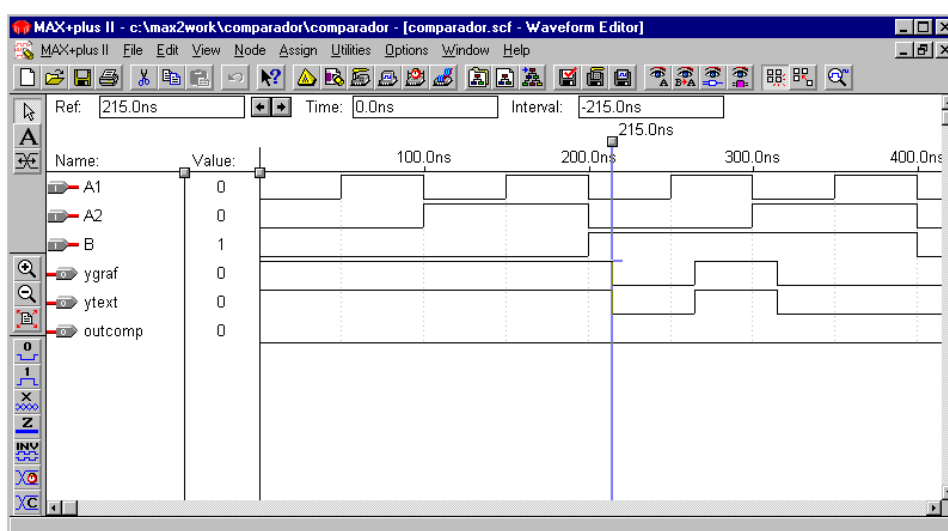 MAX+plus II - c:\max2work\comparador\comparador - [comparador.scf - Waveform Editor]
MAX+plus II File Edit View Node Assign Utilities Options Window Help
Ref: 215.0ns Time: 0.0ns Interval: -215.0ns
215.0ns
Name: Value: 100.0ns 200.0ns 300.0ns 400.0ns
A1 0
A2 0
B 1
ygraf 0
ytext 0
outcomp 0